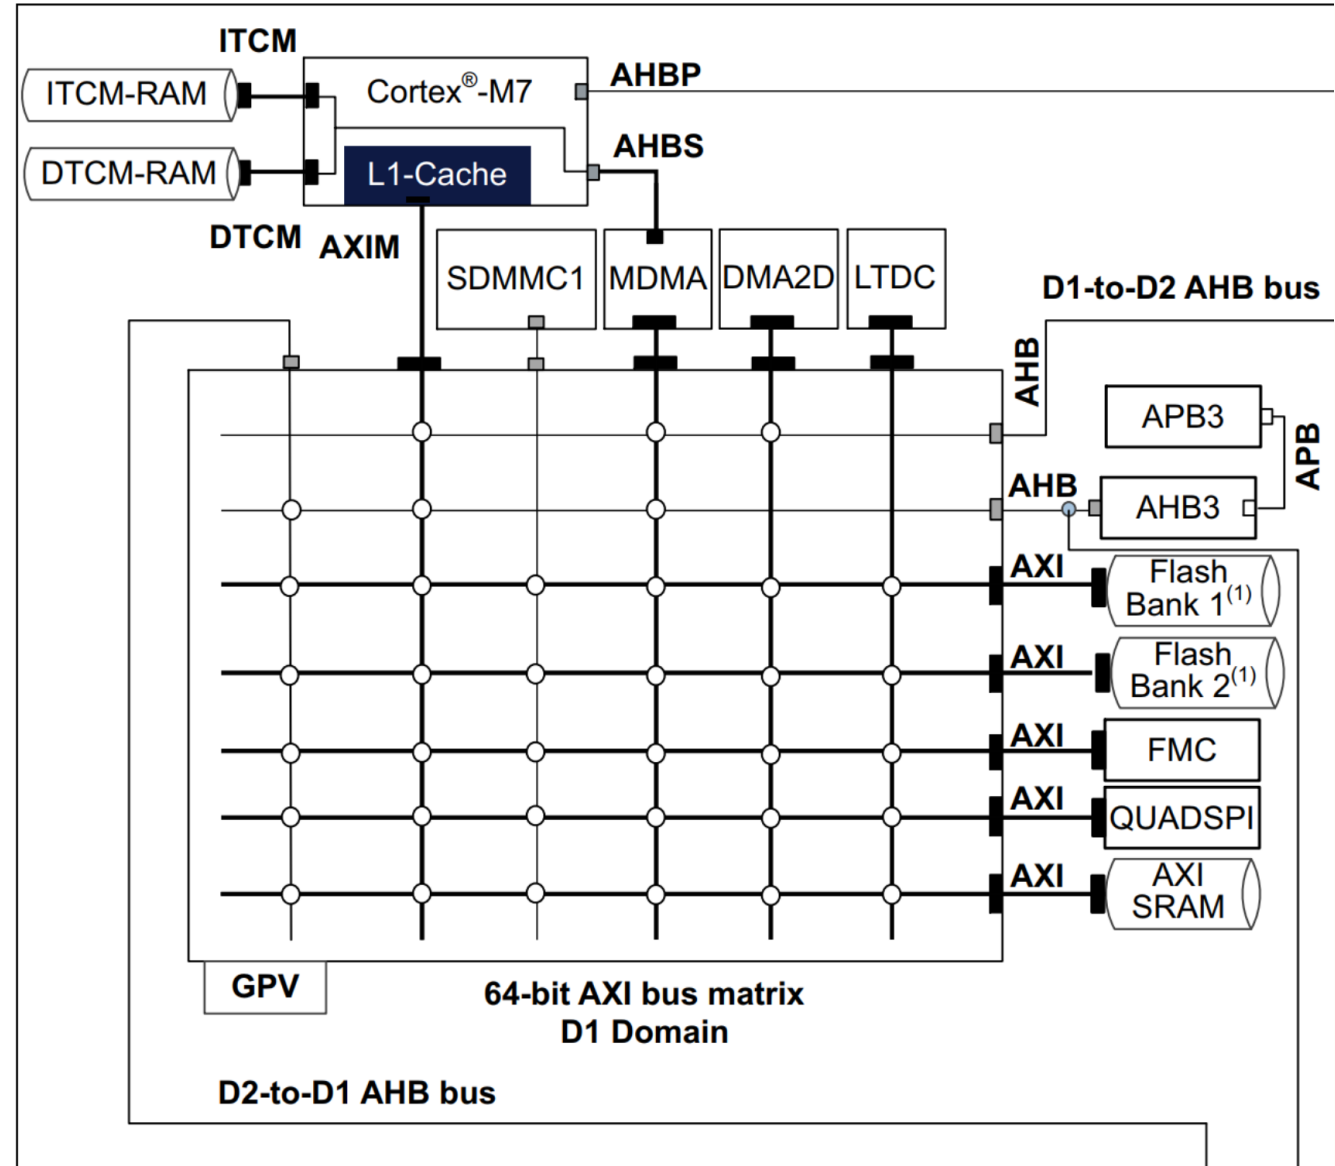 ITCM
ITCM-RAM
Cortex®-M7
AHBP
DTCM-RAM
L1-Cache
AHBS
DTCM
AXIM
SDMMC1
MDMA
DMA2D
LTDC
D1-to-D2 AHB bus
AHB
APB3
APB
AHB
AHB3
AXI
Flash
Bank 1(1)
AXI
Flash
Bank 2(1)
AXI
FMC
AXI
QUADSPI
AXI
AXI
SRAM
GPV
64-bit AXI bus matrix
D1 Domain
D2-to-D1 AHB bus